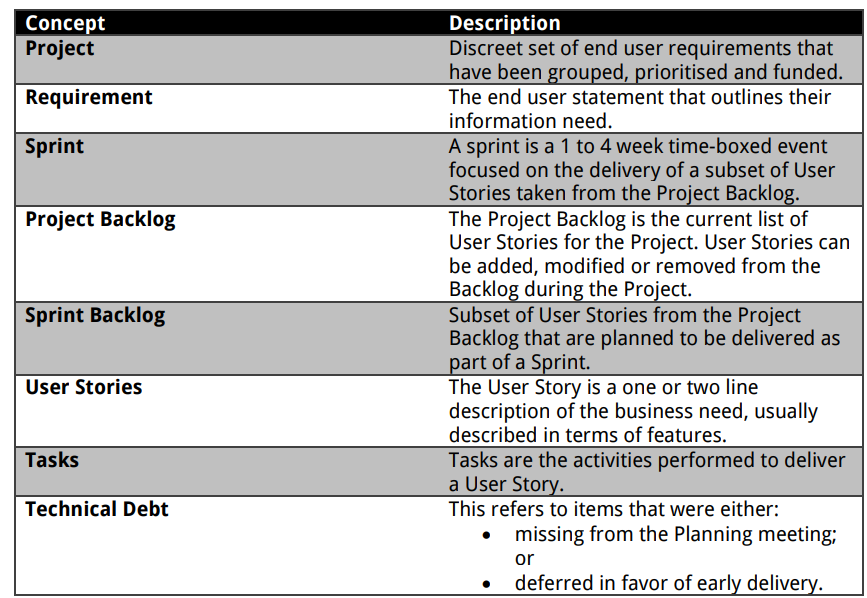 Concept Description
Project Discreet set of end user requirements that
have been grouped, prioritised and funded.
Requirement The end user statement that outlines their
information need.
Sprint A sprint is a 1 to 4 week time-boxed event
focused on the delivery of a subset of User
Stories taken from the Project Backlog.
Project Backlog The Project Backlog is the current list of
User Stories for the Project. User Stories can
be added, modified or removed from the
Backlog during the Project.
Sprint Backlog Subset of User Stories from the Project
Backlog that are planned to be delivered as
part of a Sprint.
User Stories The User Story is a one or two line
description of the business need, usually
described in terms of features.
Tasks Tasks are the activities performed to deliver
a User Story.
Technical Debt This refers to items that were either:
• missing from the Planning meeting;
or
• deferred in favor of early delivery.